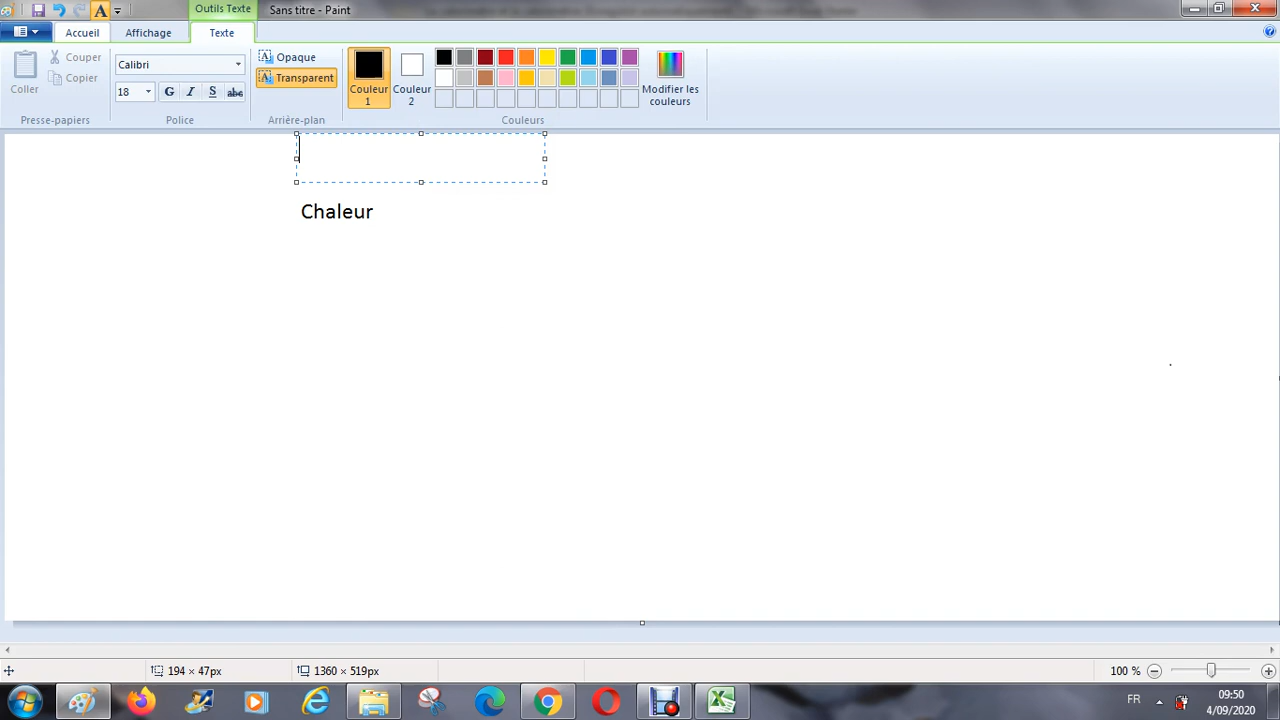 Outils Texte
Sans titre - Paint
Accueil
Affichage
Texte
Coller
Couper
Copier
Presse-papiers
Calibri
18
G I S abc
Police
Opaque
Transparent
Arrière-plan
Couleur 1
Couleur 2
Modifier les couleurs
Couleurs
Chaleur
194 × 47px
1360 × 519px
100 %
FR
09:50
4/09/2020